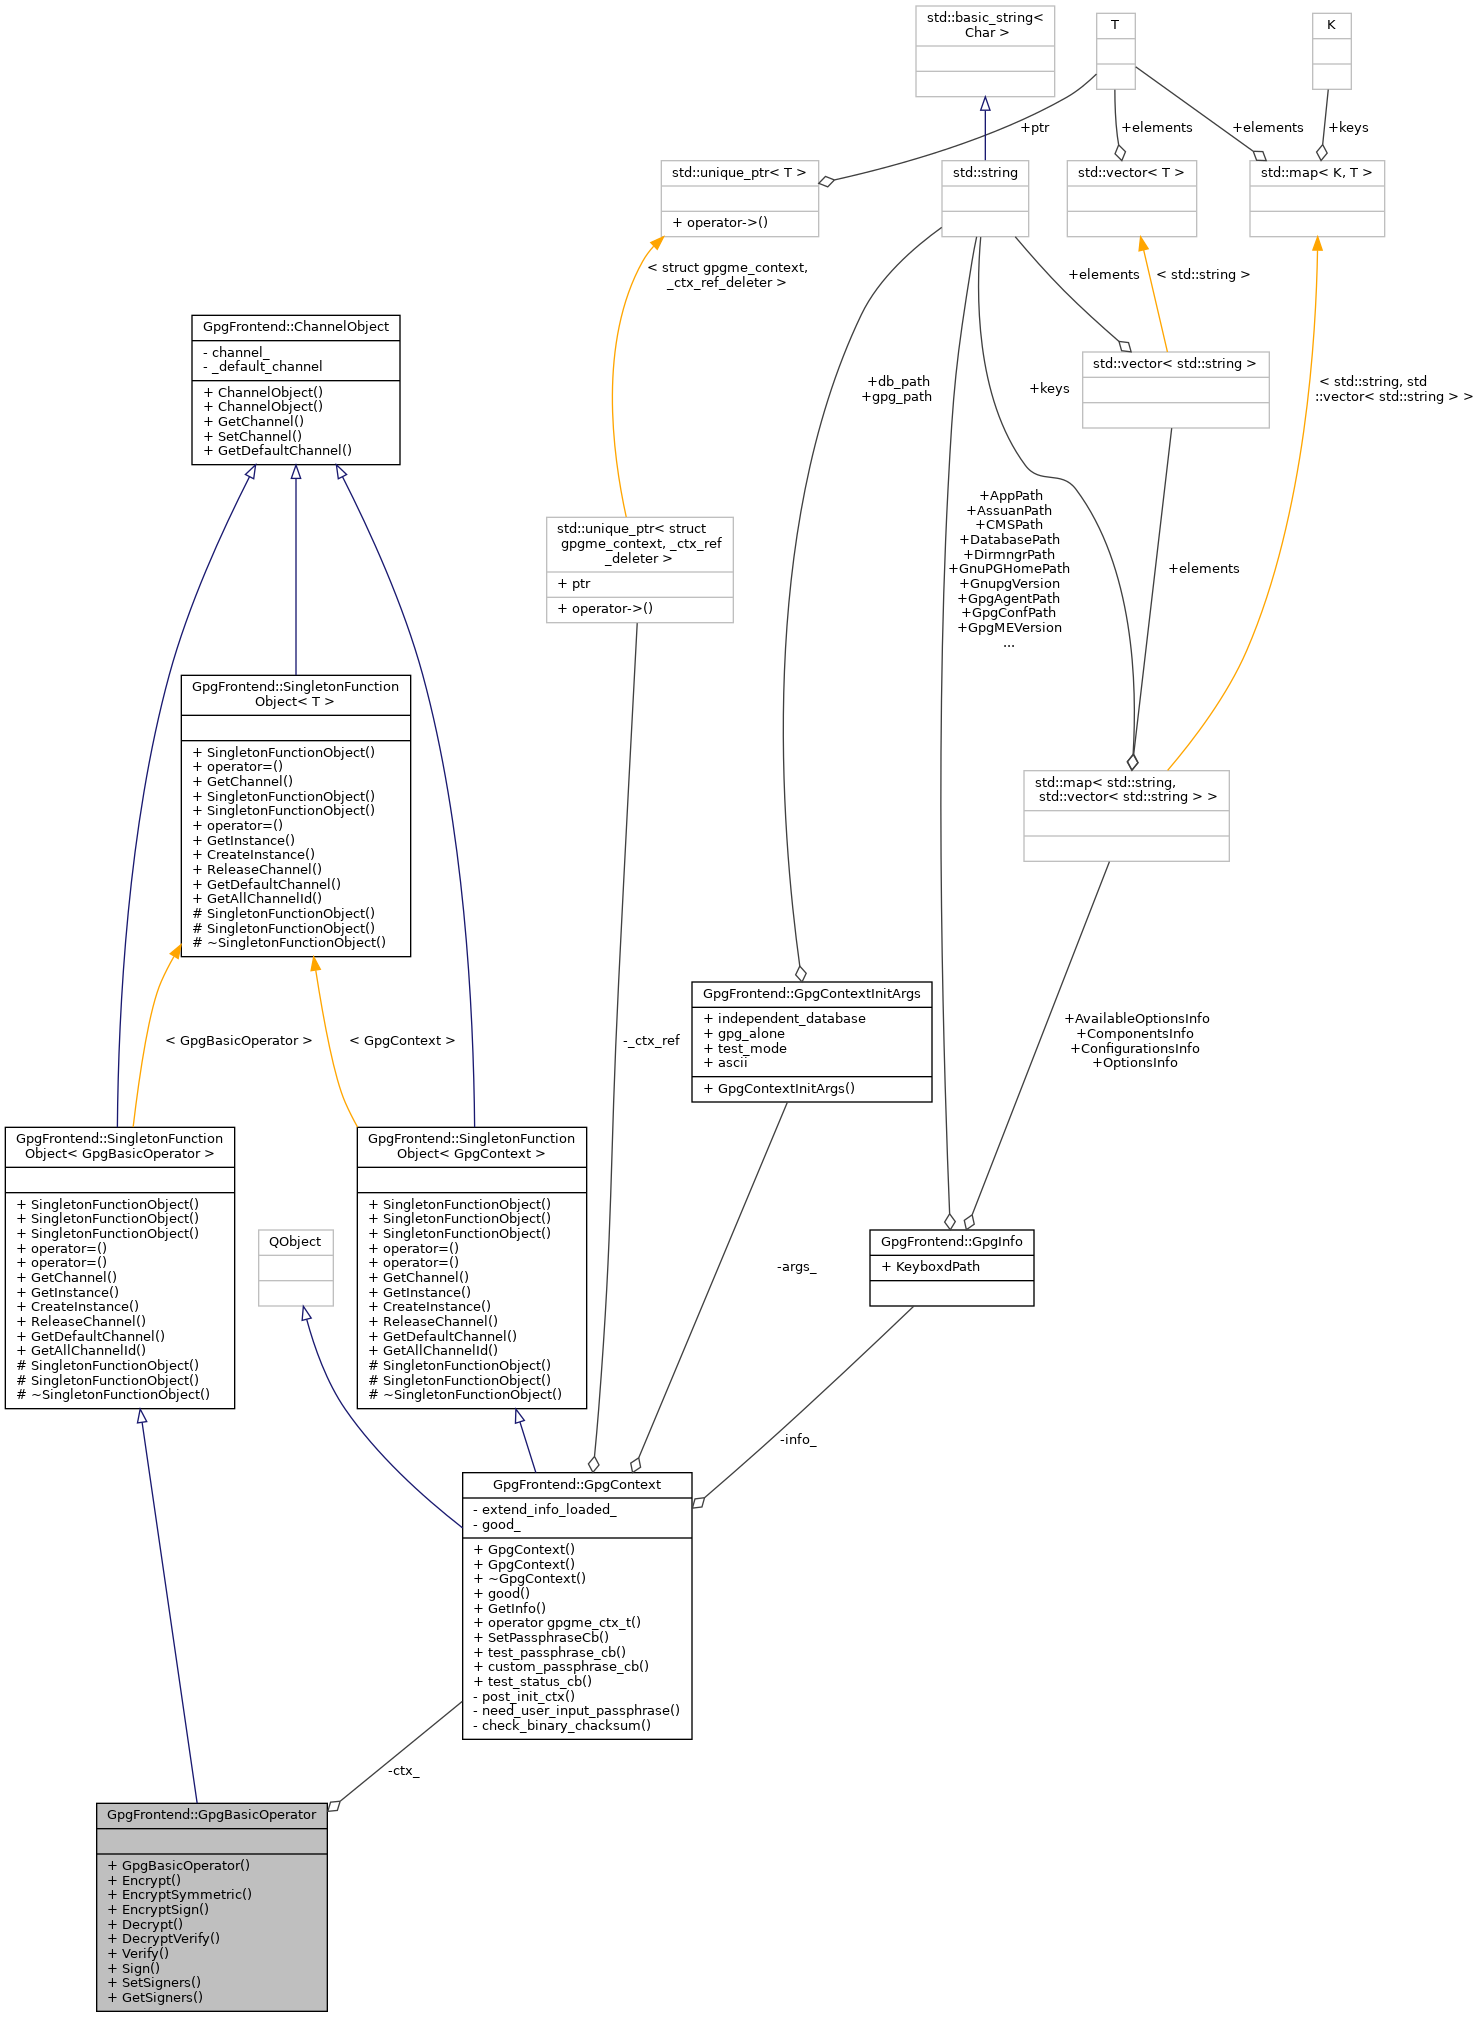 std::basic_string<
Char >
T
K
+ptr
+elements
+elements
+keys
std::unique_ptr< T >
+ operator->()
std::string
std::vector< T >
std::map< K, T >
< struct gpgme_context,
_ctx_ref_deleter >
+elements
< std::string >
GpgFrontend::ChannelObject
- channel_
- _default_channel
+ ChannelObject()
+ ChannelObject()
+ GetChannel()
+ SetChannel()
+ GetDefaultChannel()
+db_path
+gpg_path
+keys
std::vector< std::string >
< std::string, std
::vector< std::string > >
std::unique_ptr< struct
gpgme_context, _ctx_ref
_deleter >
+ ptr
+ operator->()
+AppPath
+AssuanPath
+CMSPath
+DatabasePath
+DirmngrPath
+GnuPGHomePath
+GnupgVersion
+GpgAgentPath
+GpgConfPath
+GpgMEVersion
...
+elements
GpgFrontend::SingletonFunction
Object< T >
+ SingletonFunctionObject()
+ operator=()
+ GetChannel()
+ SingletonFunctionObject()
+ SingletonFunctionObject()
+ operator=()
+ GetInstance()
+ CreateInstance()
+ ReleaseChannel()
+ GetDefaultChannel()
+ GetAllChannelId()
# SingletonFunctionObject()
# SingletonFunctionObject()
# ~SingletonFunctionObject()
std::map< std::string,
std::vector< std::string > >
< GpgBasicOperator >
< GpgContext >
-_ctx_ref
GpgFrontend::GpgContextInitArgs
+ independent_database
+ gpg_alone
+ test_mode
+ ascii
+ GpgContextInitArgs()
+AvailableOptionsInfo
+ComponentsInfo
+ConfigurationsInfo
+OptionsInfo
GpgFrontend::SingletonFunction
Object< GpgBasicOperator >
+ SingletonFunctionObject()
+ SingletonFunctionObject()
+ SingletonFunctionObject()
+ operator=()
+ operator=()
+ GetChannel()
+ GetInstance()
+ CreateInstance()
+ ReleaseChannel()
+ GetDefaultChannel()
+ GetAllChannelId()
# SingletonFunctionObject()
# SingletonFunctionObject()
# ~SingletonFunctionObject()
QObject
GpgFrontend::SingletonFunction
Object< GpgContext >
+ SingletonFunctionObject()
+ SingletonFunctionObject()
+ SingletonFunctionObject()
+ operator=()
+ operator=()
+ GetChannel()
+ GetInstance()
+ CreateInstance()
+ ReleaseChannel()
+ GetDefaultChannel()
+ GetAllChannelId()
# SingletonFunctionObject()
# SingletonFunctionObject()
# ~SingletonFunctionObject()
-args_
GpgFrontend::GpgInfo
+ KeyboxdPath
-info_
GpgFrontend::GpgContext
- extend_info_loaded_
- good_
+ GpgContext()
+ GpgContext()
+ ~GpgContext()
+ good()
+ GetInfo()
+ operator gpgme_ctx_t()
+ SetPassphraseCb()
+ test_passphrase_cb()
+ custom_passphrase_cb()
+ test_status_cb()
- post_init_ctx()
- need_user_input_passphrase()
- check_binary_chacksum()
-ctx_
GpgFrontend::GpgBasicOperator
+ GpgBasicOperator()
+ Encrypt()
+ EncryptSymmetric()
+ EncryptSign()
+ Decrypt()
+ DecryptVerify()
+ Verify()
+ Sign()
+ SetSigners()
+ GetSigners()